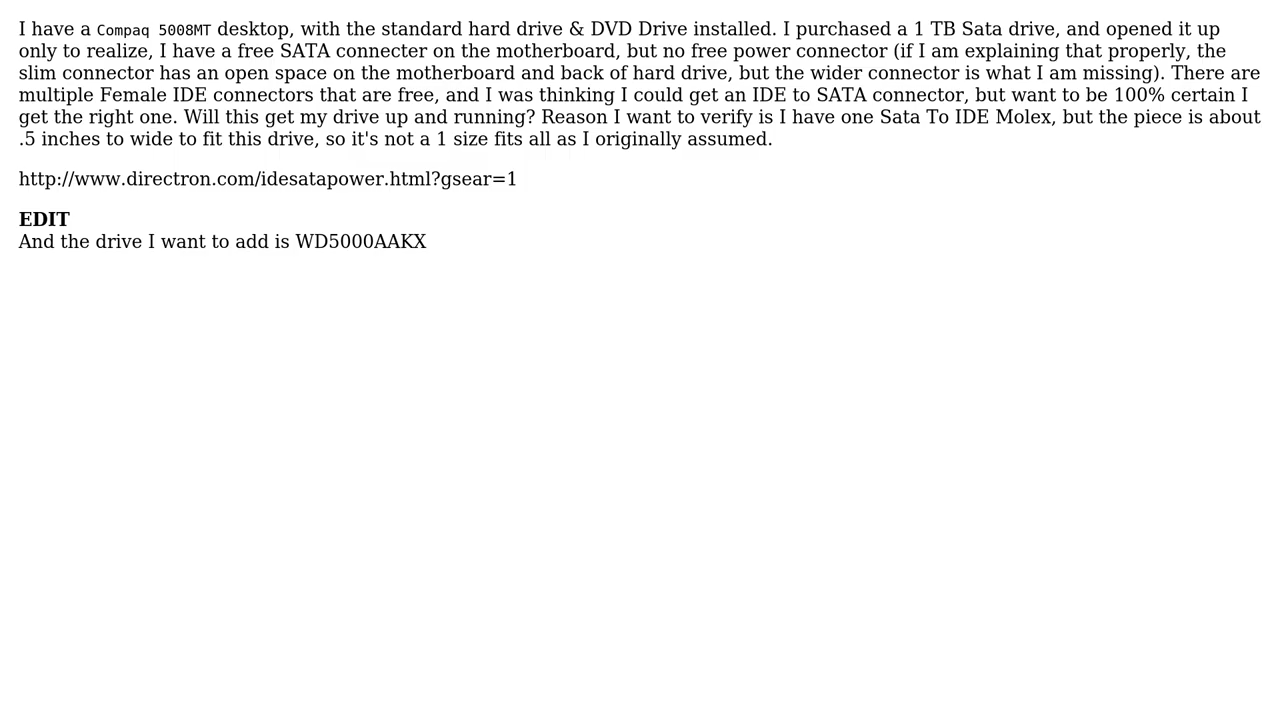 I have a Compaq 5008MT desktop, with the standard hard drive & DVD Drive installed. I purchased a 1 TB Sata drive, and opened it up
only to realize, I have a free SATA connecter on the motherboard, but no free power connector (if I am explaining that properly, the
slim connector has an open space on the motherboard and back of hard drive, but the wider connector is what I am missing). There are
multiple Female IDE connectors that are free, and I was thinking I could get an IDE to SATA connector, but want to be 100% certain I
get the right one. Will this get my drive up and running? Reason I want to verify is I have one Sata To IDE Molex, but the piece is about
.5 inches to wide to fit this drive, so it's not a 1 size fits all as I originally assumed.
http://www.directron.com/idesatapower.html?gsear=1
EDIT
And the drive I want to add is WD5000AAKX